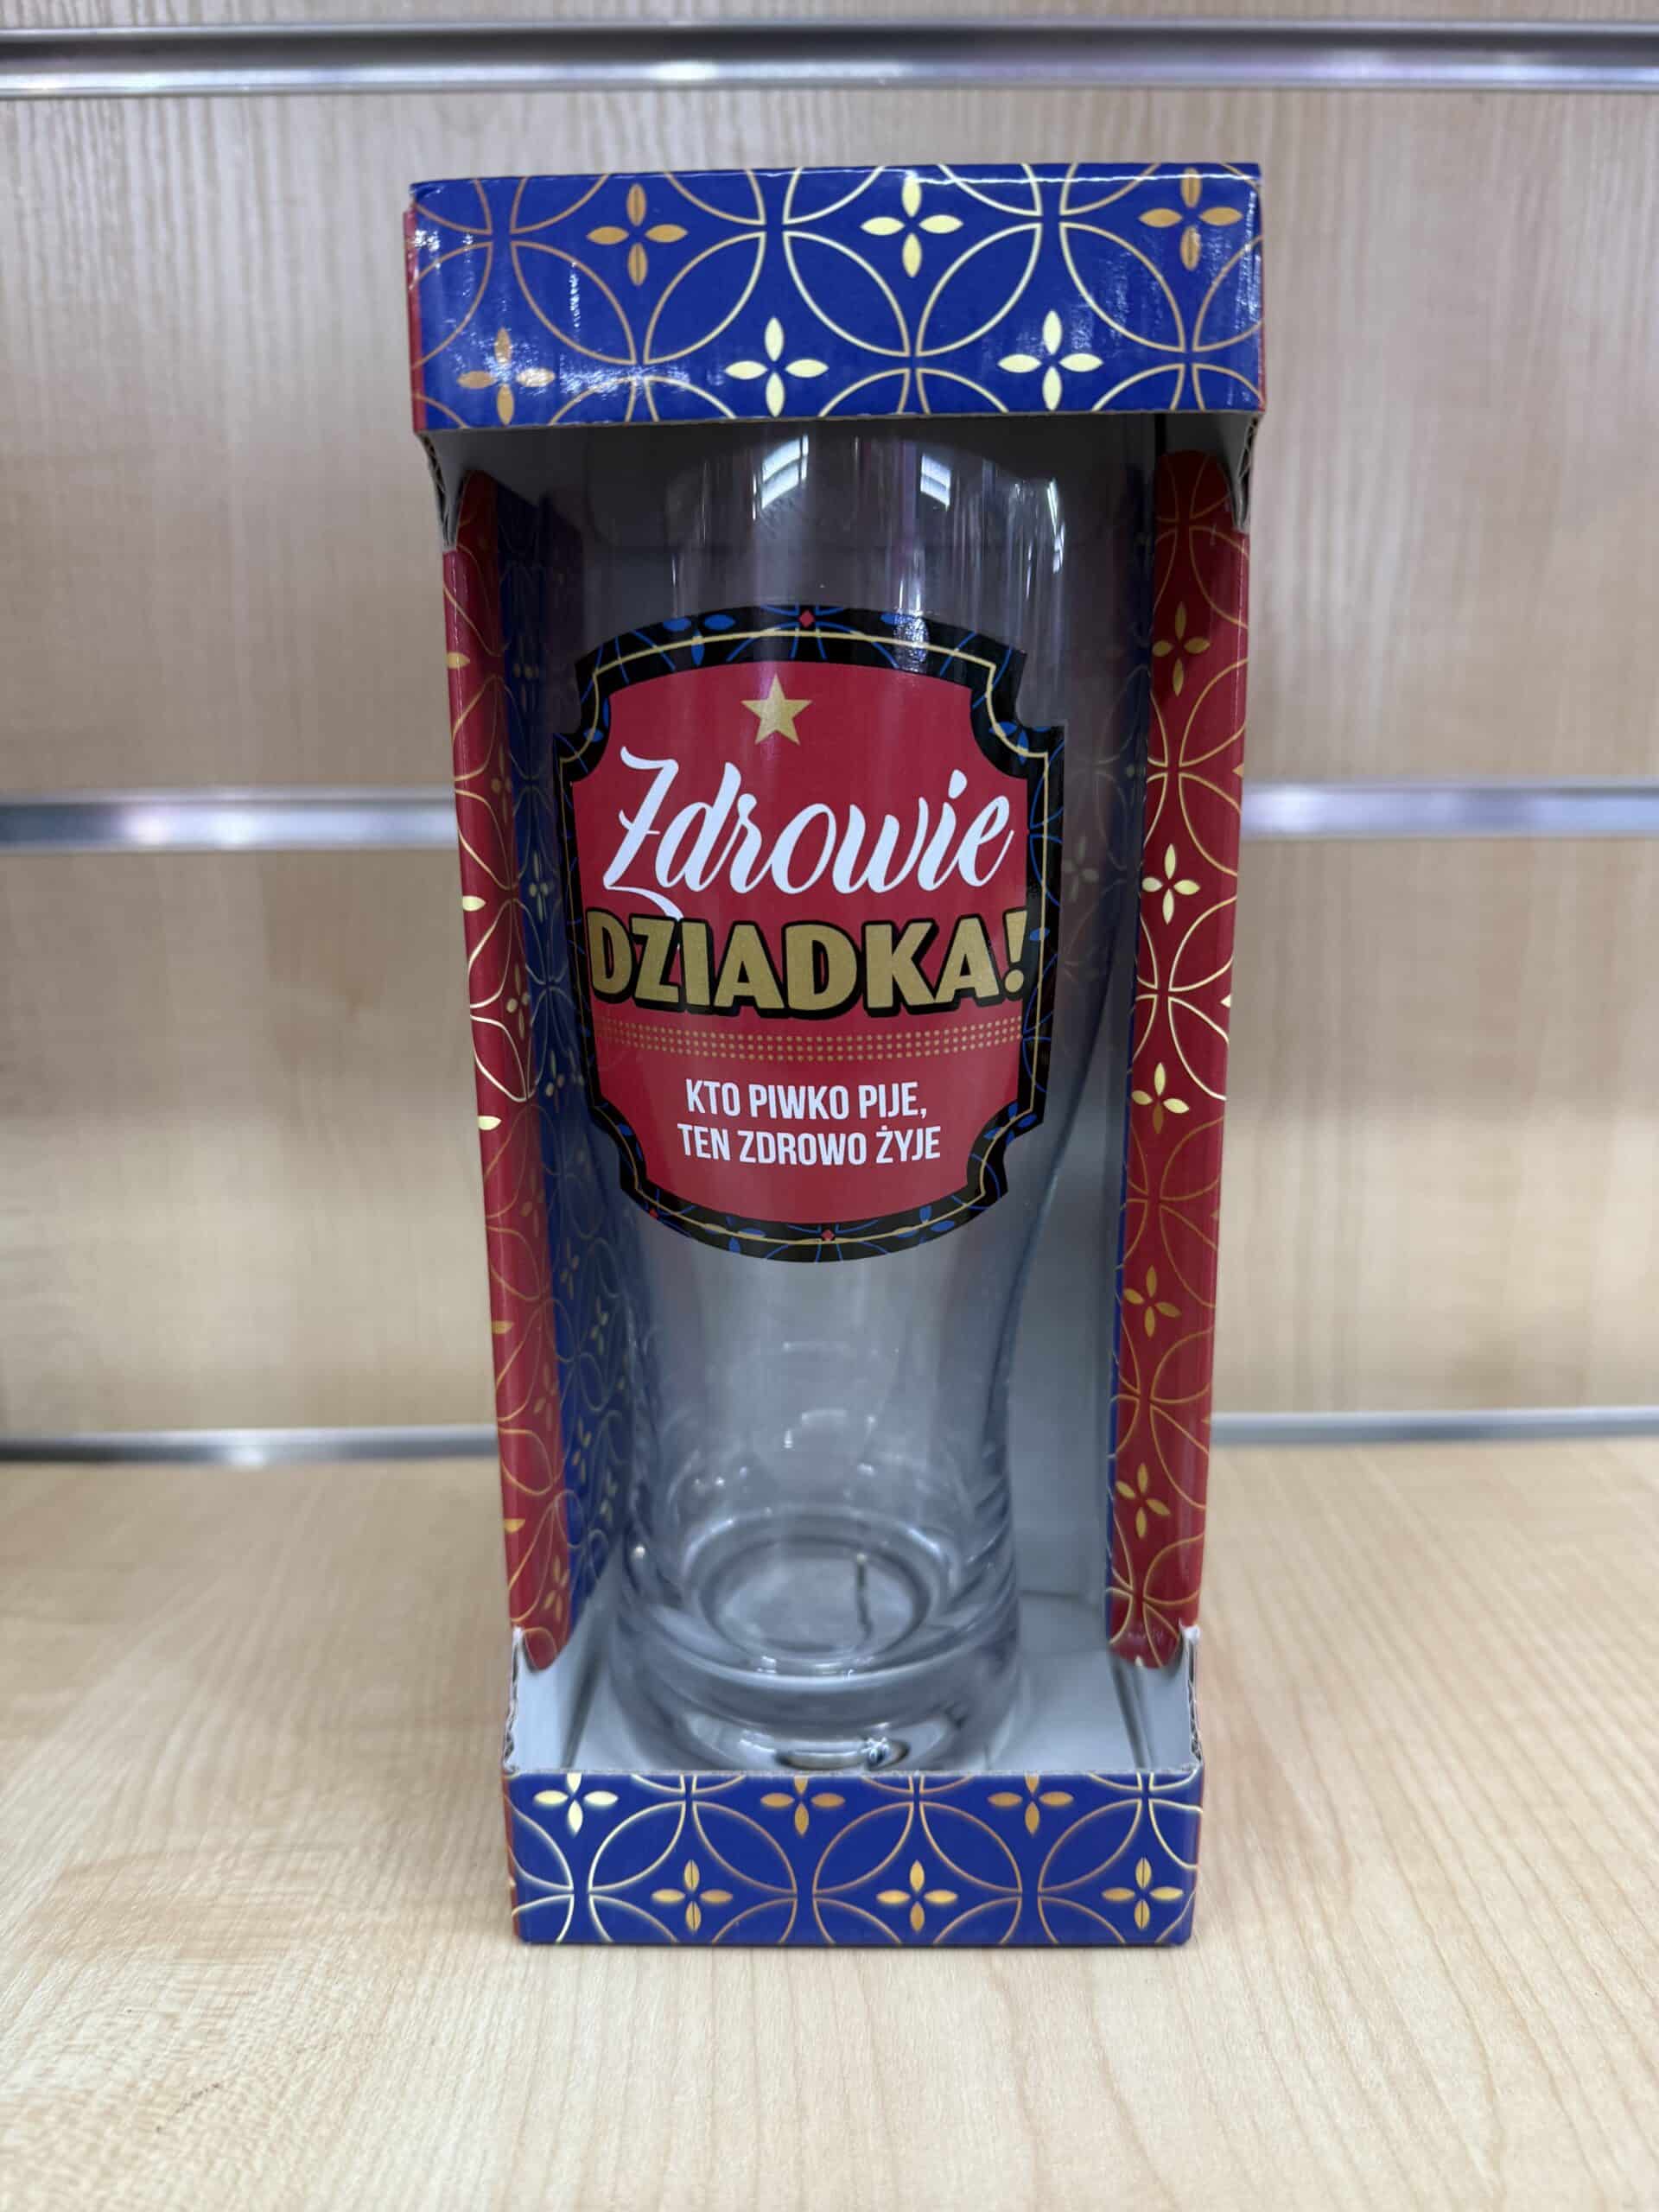 Zdrowie
DZIADKA!
KTO PIWKO PIJE,
TEN ZDROWO ŻYJE